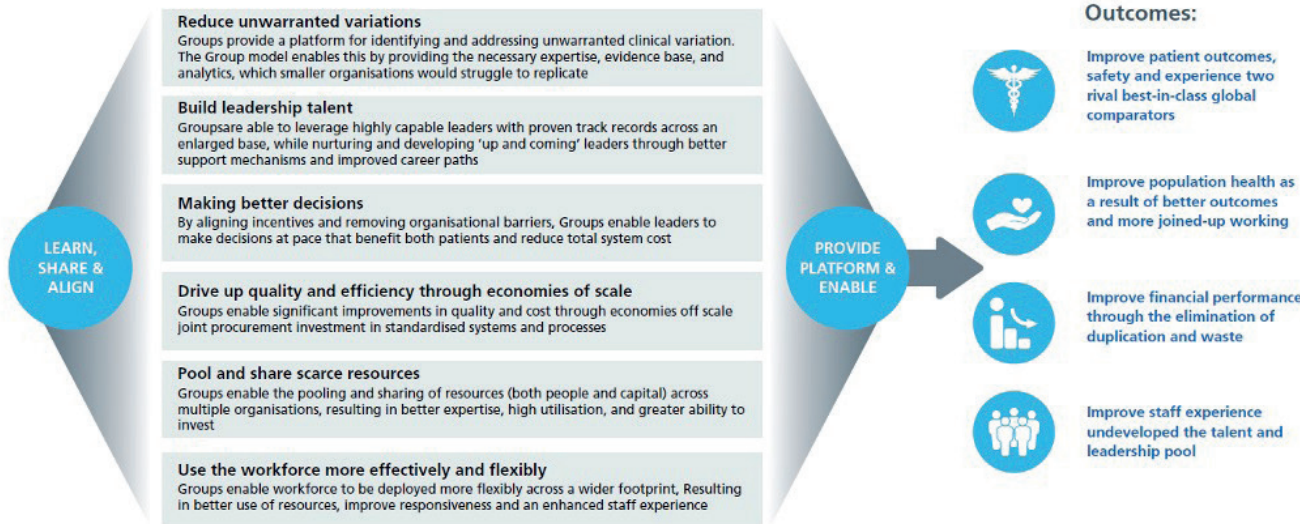 LEARN,
SHARE &
ALIGN
Reduce unwarranted variations
Groups provide a platform for identifying and addressing unwarranted clinical variation.
The Group model enables this by providing the necessary expertise, evidence base, and
analytics, which smaller organisations would struggle to replicate
Build leadership talent
Groupsare able to leverage highly capable leaders with proven track records across an
enlarged base, while nurturing and developing ‘up and coming’ leaders through better
support mechanisms and improved career paths
Making better decisions
By aligning incentives and removing organisational barriers, Groups enable leaders to
make decisions at pace that benefit both patients and reduce total system cost
Drive up quality and efficiency through economies of scale
Groups enable significant improvements in quality and cost through economies off scale
joint procurement investment in standardised systems and processes
Pool and share scarce resources
Groups enable the pooling and sharing of resources (both people and capital) across
multiple organisations, resulting in better expertise, high utilisation, and greater ability to
invest
Use the workforce more effectively and flexibly
Groups enable workforce to be deployed more flexibly across a wider footprint, Resulting
in better use of resources, improve responsiveness and an enhanced staff experience
PROVIDE
PLATFORM &
ENABLE
Outcomes:
Improve patient outcomes,
safety and experience two
rival best-in-class global
comparators
Improve population health as
a result of better outcomes
and more joined-up working
Improve financial performance
through the elimination of
duplication and waste
Improve staff experience
undeveloped the talent and
leadership pool